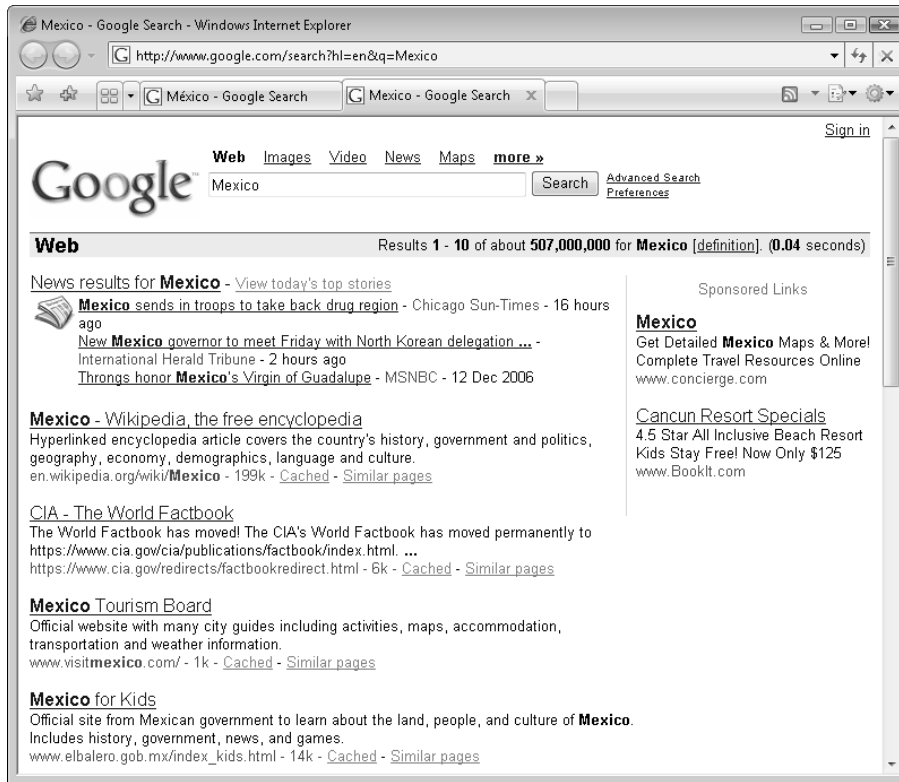 Mexico - Google Search - Windows Internet Explorer
G http://www.google.com/search?hl=en&q=Mexico
G México - Google Search
G Mexico - Google Search
Sign in
Web Images Video News Maps more »
Google™
Mexico
Search
Advanced Search
Preferences
Web
Results 1 - 10 of about 507,000,000 for Mexico [definition]. (0.04 seconds)
News results for Mexico - View today's top stories
Mexico sends in troops to take back drug region - Chicago Sun-Times - 16 hours
ago
New Mexico governor to meet Friday with North Korean delegation ... -
International Herald Tribune - 2 hours ago
Throngs honor Mexico's Virgin of Guadalupe - MSNBC - 12 Dec 2006
Mexico - Wikipedia, the free encyclopedia
Hyperlinked encyclopedia article covers the country's history, government and politics,
geography, economy, demographics, language and culture.
en.wikipedia.org/wiki/Mexico - 199k - Cached - Similar pages
CIA - The World Factbook
The World Factbook has moved! The CIA's World Factbook has moved permanently to
https://www.cia.gov/cia/publications/factbook/index.html. ...
https://www.cia.gov/redirects/factbookredirect.html - 6k - Cached - Similar pages
Mexico Tourism Board
Official website with many city guides including activities, maps, accommodation,
transportation and weather information.
www.visitmexico.com/ - 1k - Cached - Similar pages
Mexico for Kids
Official site from Mexican government to learn about the land, people, and culture of Mexico.
Includes history, government, news, and games.
www.elbalero.gob.mx/index_kids.html - 14k - Cached - Similar pages
Sponsored Links
Mexico
Get Detailed Mexico Maps & More!
Complete Travel Resources Online
www.concierge.com
Cancun Resort Specials
4.5 Star All Inclusive Beach Resort
Kids Stay Free! Now Only $125
www.BookIt.com